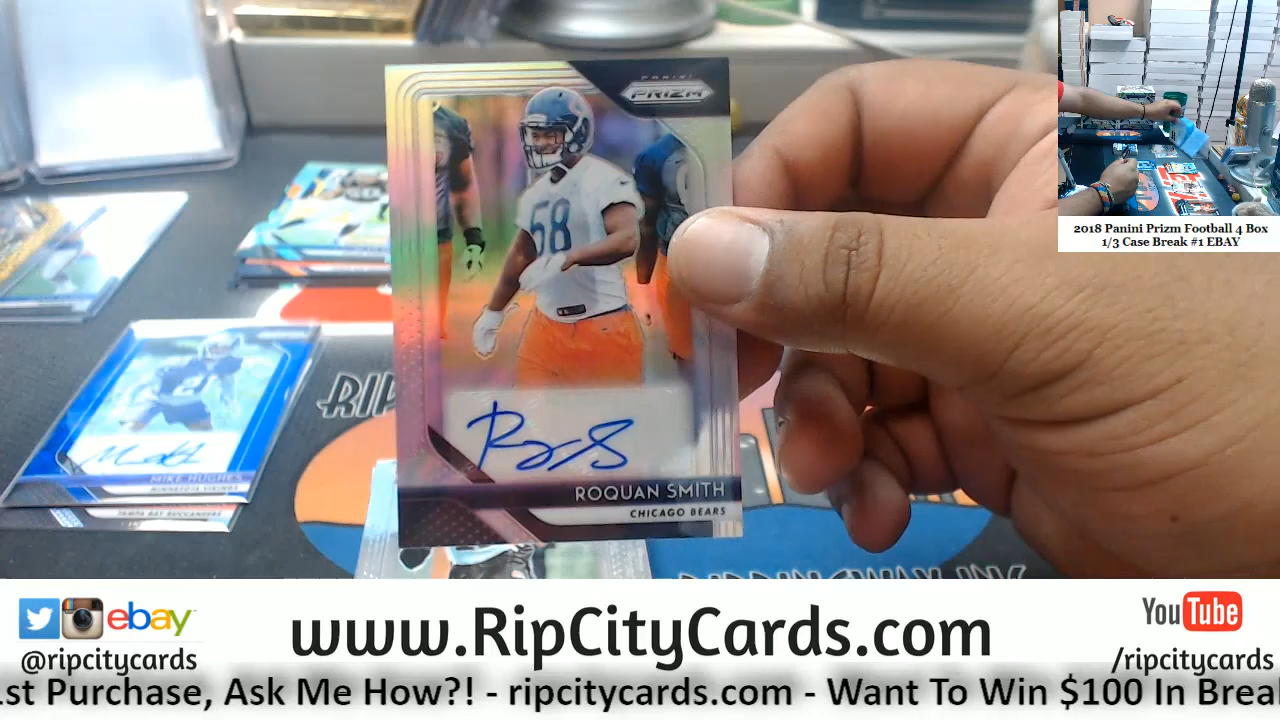 PANINI
PRIZM
58
ROQUAN SMITH
CHICAGO BEARS
MIKE HUGHES
MINNESOTA VIKINGS
TAMPA BAY BUCCANEERS
RIP
2018 Panini Prizm Football 4 Box
1/3 Case Break #1 EBAY
ebay
@ripcitycards
www.RipCityCards.com
YouTube
/ripcitycards
1st Purchase, Ask Me How?! - ripcitycards.com - Want To Win $100 In Brea